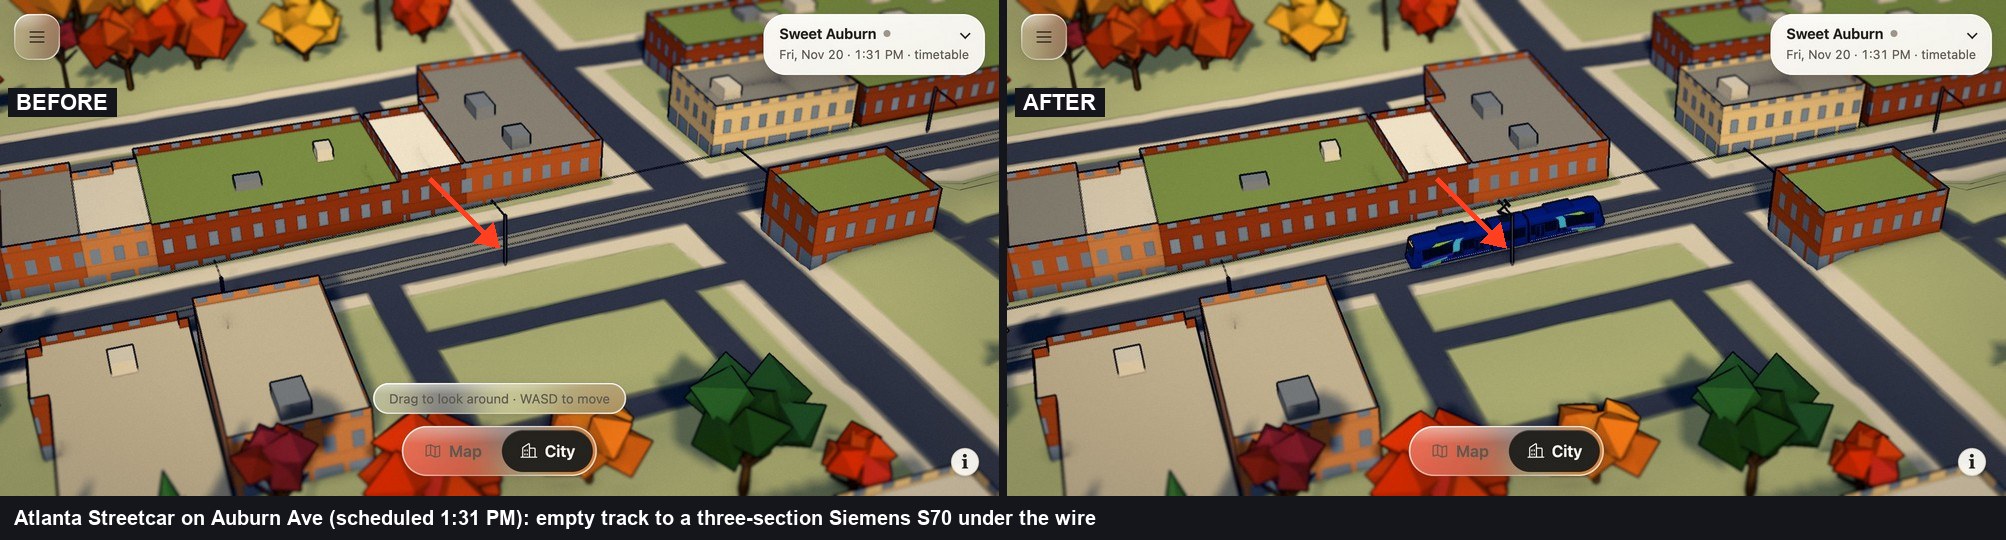 BEFORE
Sweet Auburn
Fri, Nov 20 · 1:31 PM · timetable
Drag to look around · WASD to move
Map
City
i
AFTER
Sweet Auburn
Fri, Nov 20 · 1:31 PM · timetable
Map
City
i
Atlanta Streetcar on Auburn Ave (scheduled 1:31 PM): empty track to a three-section Siemens S70 under the wire